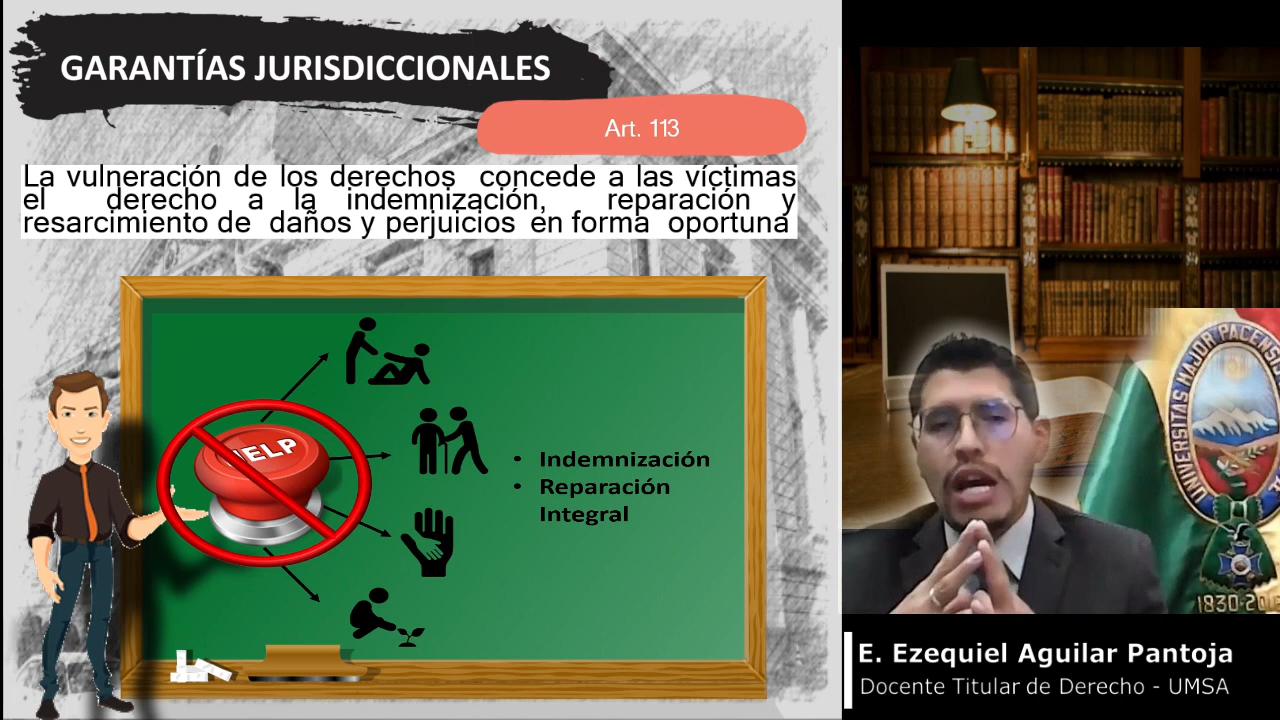 GARANTÍAS JURISDICCIONALES
Art. 113
La vulneración de los derechos concede a las víctimas
el derecho a la indemnización, reparación y
resarcimiento de daños y perjuicios en forma oportuna
HELP
• Indemnización
• Reparación
Integral
UNIVERSITAS MAJOR PACENSI
1830-20
E. Ezequiel Aguilar Pantoja
Docente Titular de Derecho - UMSA